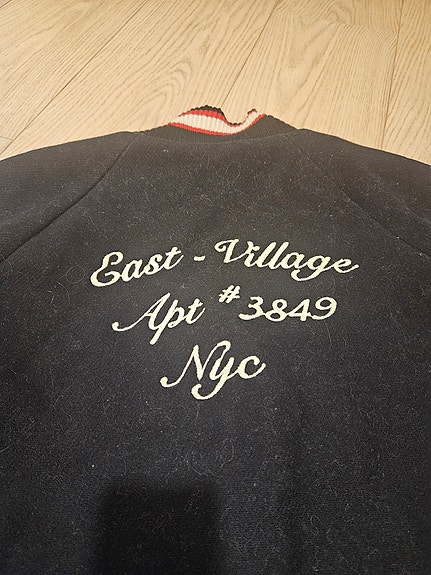 East - Village
Apt # 3849
Nyc